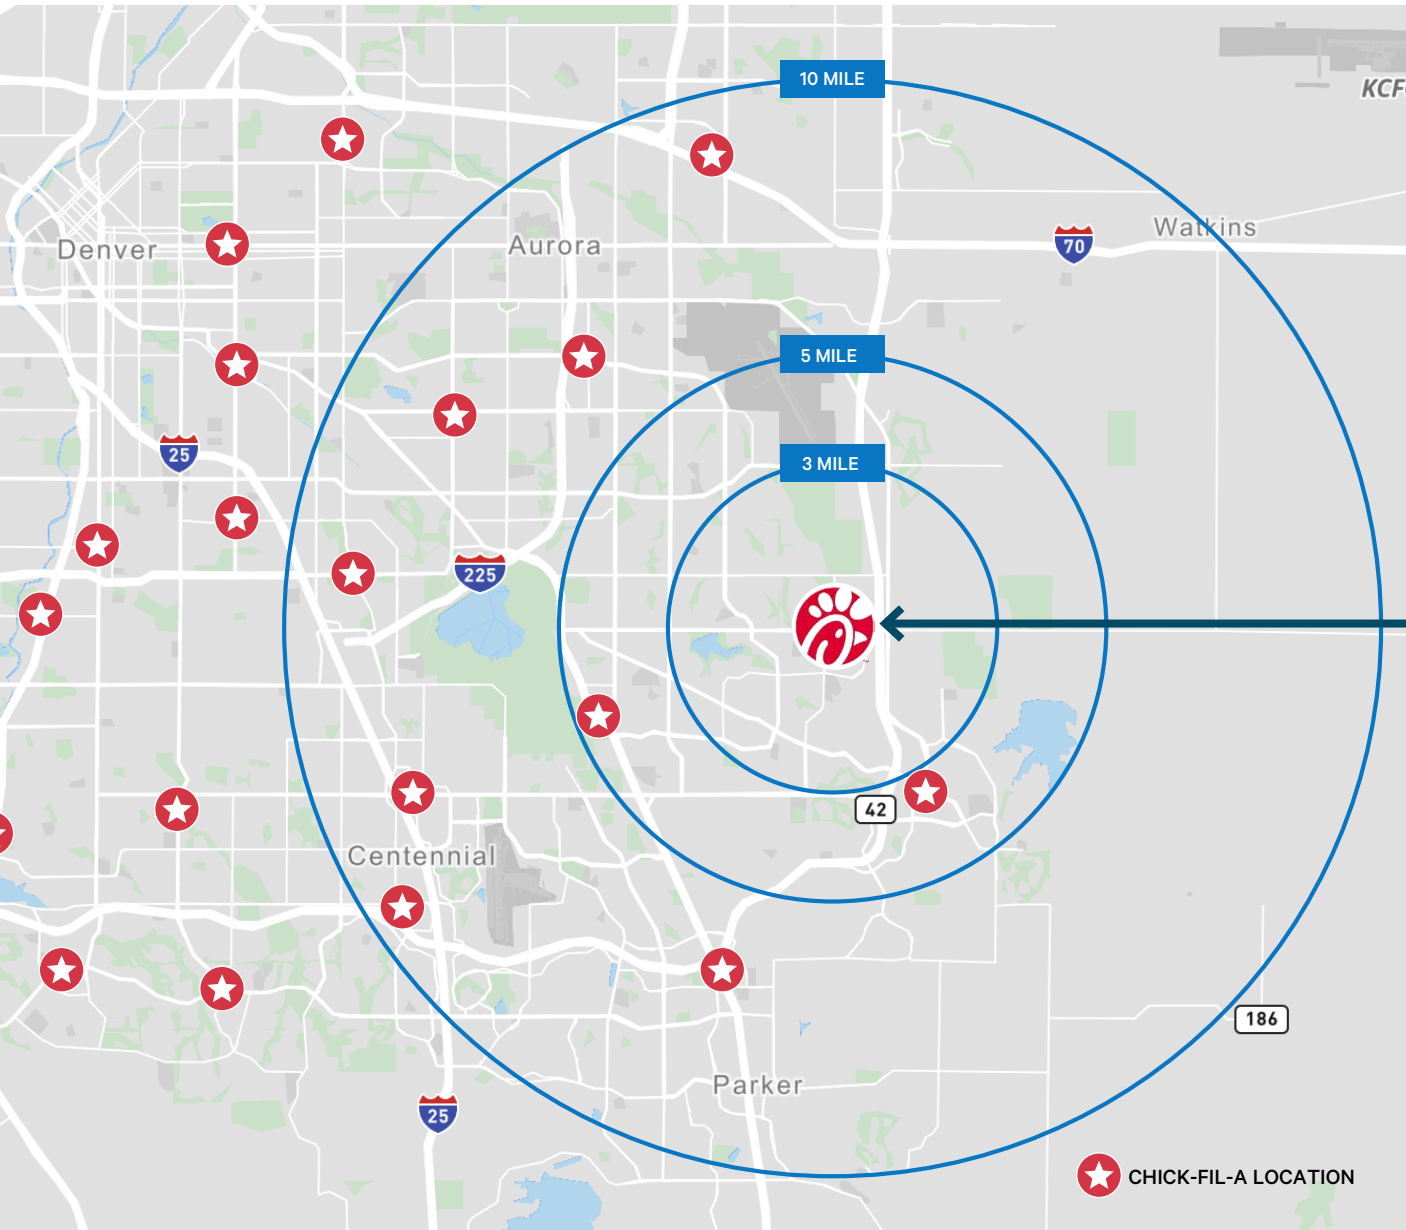 10 MILE
KCF
Watkins
70
Denver
Aurora
5 MILE
25
3 MILE
225
42
Centennial
186
Parker
25
CHICK-FIL-A LOCATION